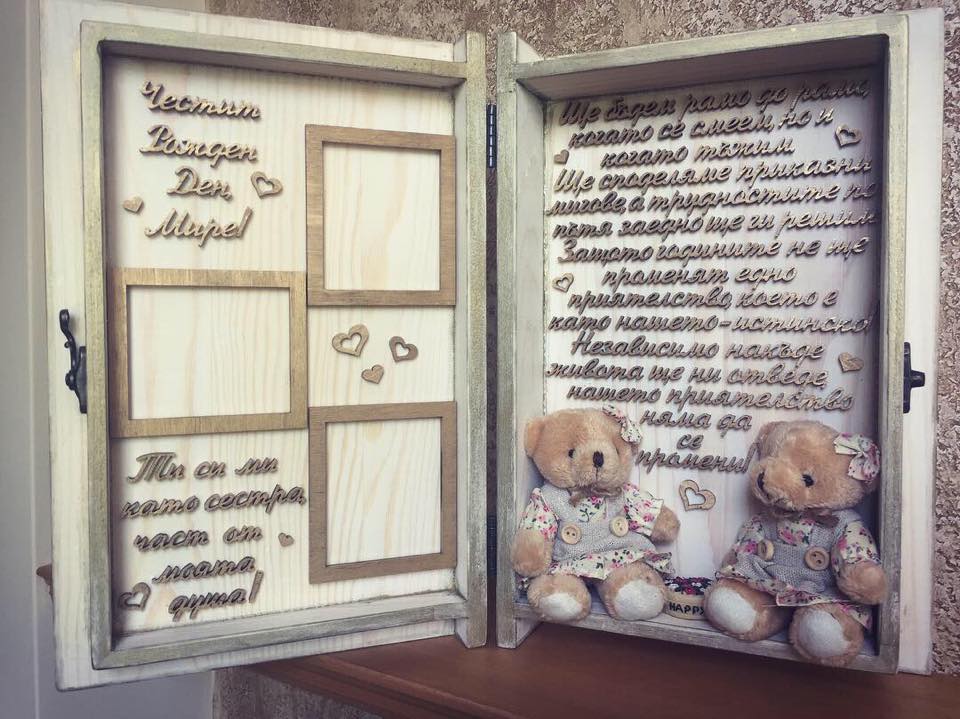 Честит
Рожден
Ден,
Мире!
Ти си ми
като сестра,
част от
моята
душа!
Ще бъдем рамо до рамо,
когато се смеем, но и
когато тъжим.
Ще споделяме приказни
мигове, а трудностите по
пътя заедно ще ги решим.
Защото годините не ще
променят едно
приятелство, което е
като нашето-истинско!
Независимо накъде
живота ще ни отведе,
нашето приятелство
няма да
се
промени!
HAPPY